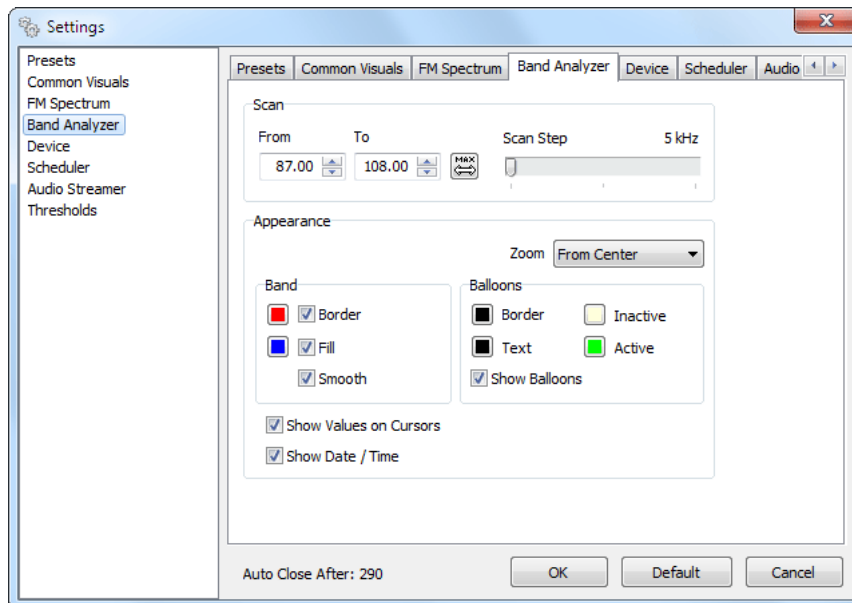 Settings
Presets
Common Visuals
FM Spectrum
Band Analyzer
Device
Scheduler
Audio Streamer
Thresholds
Presets Common Visuals FM Spectrum Band Analyzer Device Scheduler Audio
Scan
From To Scan Step 5 kHz
87.00 108.00 MAX
Appearance
Zoom From Center
Band Balloons
Border Border Inactive
Fill Text Active
Smooth Show Balloons
Show Values on Cursors
Show Date / Time
Auto Close After: 290 OK Default Cancel